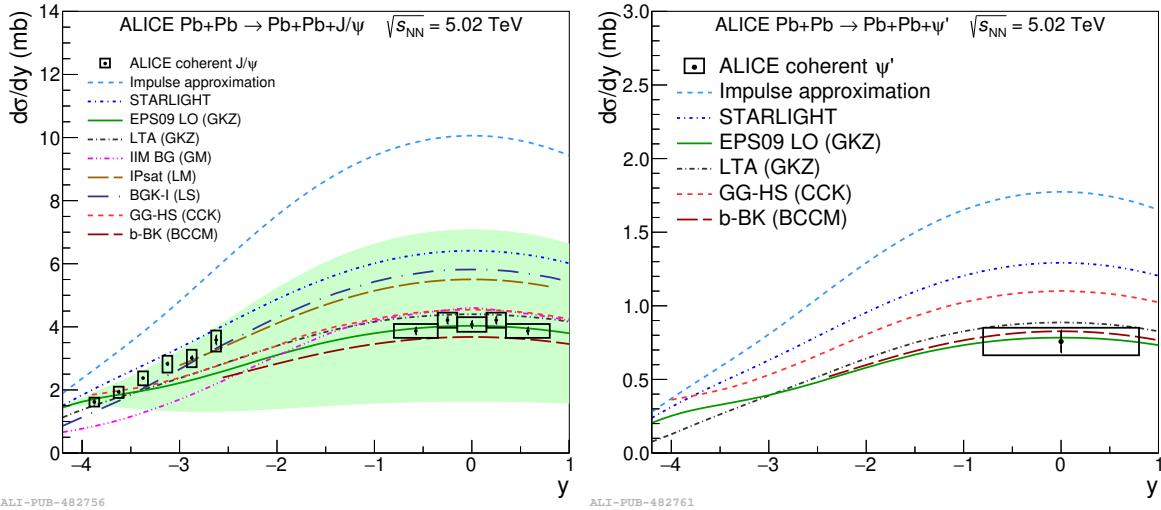 ALICE Pb+Pb → Pb+Pb+J/ψ √sNN = 5.02 TeV
dσ/dy (mb)
14
12
10
8
6
4
2
0
ALICE coherent J/ψ
Impulse approximation
STARLIGHT
EPS09 LO (GKZ)
LTA (GKZ)
IIM BG (GM)
IPsat (LM)
BGK-I (LS)
GG-HS (CCK)
b-BK (BCCM)
−4 −3 −2 −1 0 1
y
ALI-PUB-482756
ALICE Pb+Pb → Pb+Pb+ψ' √sNN = 5.02 TeV
dσ/dy (mb)
3.0
2.5
2.0
1.5
1.0
0.5
0.0
ALICE coherent ψ'
Impulse approximation
STARLIGHT
EPS09 LO (GKZ)
LTA (GKZ)
GG-HS (CCK)
b-BK (BCCM)
−4 −3 −2 −1 0 1
y
ALI-PUB-482761